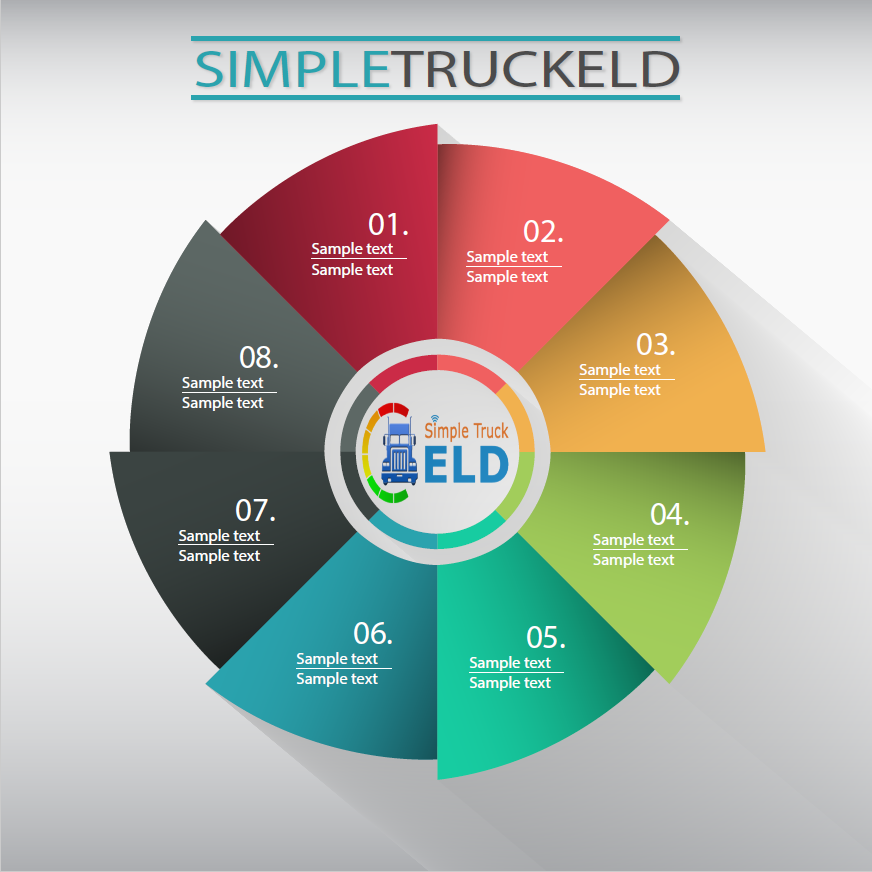 SIMPLETRUCKELD
01.
Sample text
Sample text
02.
Sample text
Sample text
03.
Sample text
Sample text
04.
Sample text
Sample text
05.
Sample text
Sample text
06.
Sample text
Sample text
07.
Sample text
Sample text
08.
Sample text
Sample text
Simple Truck
ELD